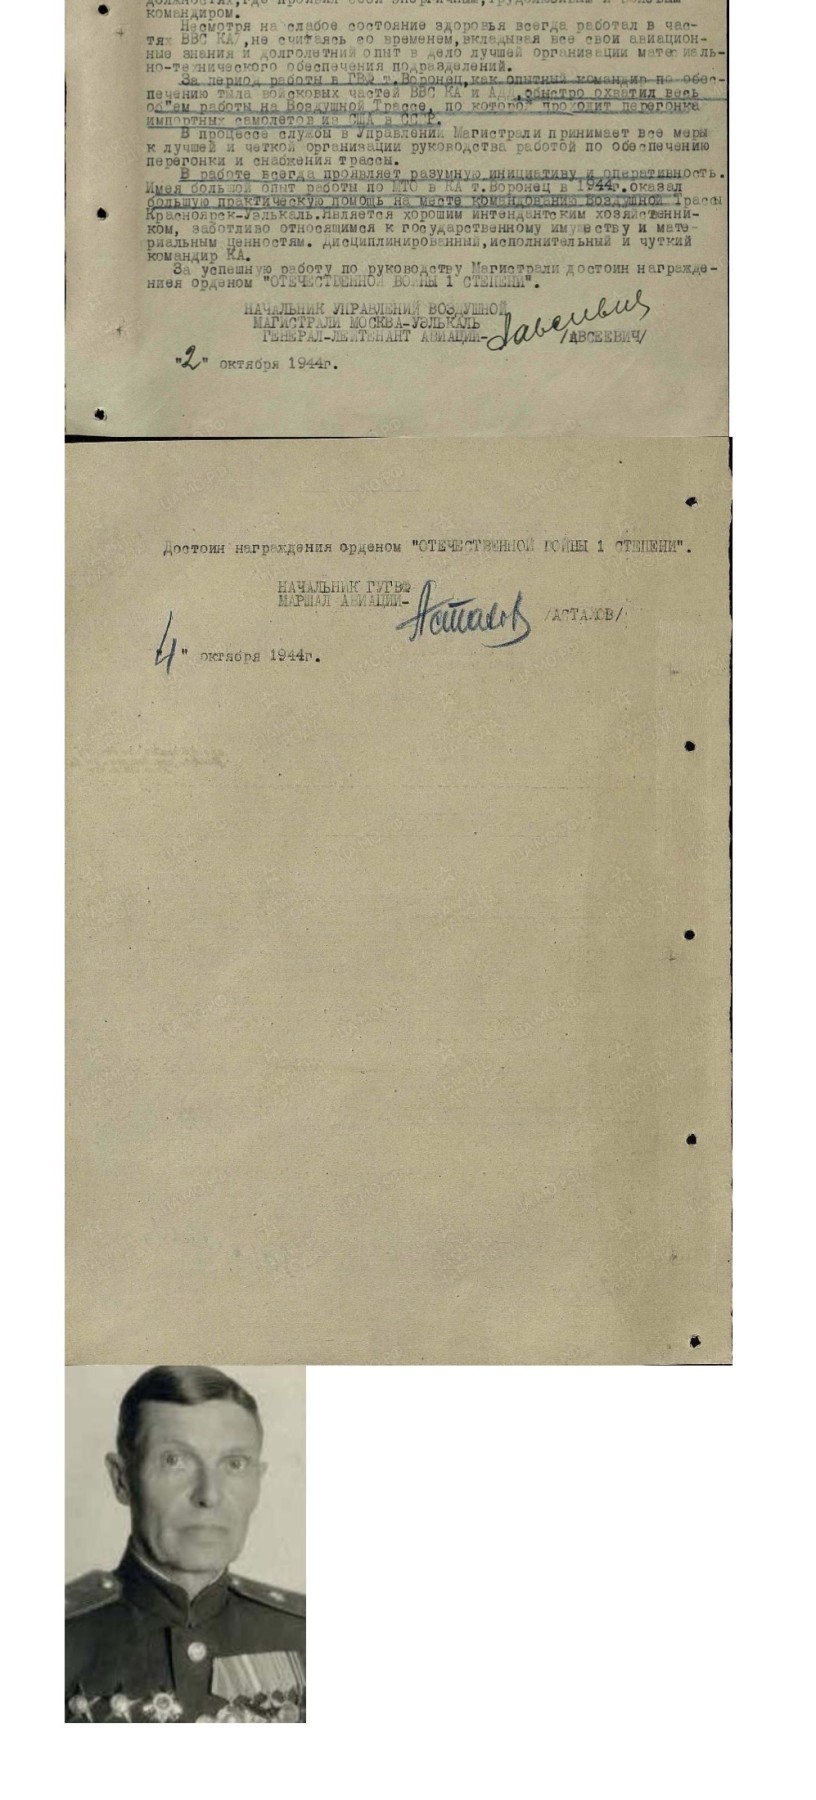 командиром.
Несмотря на слабое состояние здоровья всегда работал в час-
тях ВВС КА, не считаясь со временем, вкладывая все свои авиацион-
ные знания и долголетний опыт в дело лучшей организации материаль-
но-технического обеспечения подразделений.
За период работы в ГВФ т.Воронец, как опытный командир по обес-
печению тыла войсковых частей ВВС КА и АДД, быстро охватил весь
об"ем работы на Воздушной Трассе, по которой проходит перегонка
импортных самолетов из США в СССР.
В процессе службы в Управлении Магистрали принимает все меры
к лучшей и четкой организации руководства работой по обеспечению
перегонки и снабжения трассы.
В работе всегда проявляет разумную инициативу и оперативность.
Имея большой опыт работы по МТО в КА т.Воронец в 1944г. оказал
большую практическую помощь на месте командованию Воздушной Трассы
Красноярск-Уэлькаль. Является хорошим интендантским хозяйственни-
ком, заботливо относящимся к государственному имуществу и мате-
риальным ценностям. Дисциплинированный, исполнительный и чуткий
командир КА.
За успешную работу по руководству Магистрали достоин награжде-
ния орденом "ОТЕЧЕСТВЕННОЙ ВОЙНЫ 1 СТЕПЕНИ".
НАЧАЛЬНИК УПРАВЛЕНИЯ ВОЗДУШНОЙ
МАГИСТРАЛИ МОСКВА-УЭЛЬКАЛЬ
ГЕНЕРАЛ-ЛЕЙТЕНАНТ АВИАЦИИ- /АВСЕЕВИЧ/
"2" октября 1944г.
Достоин награждения орденом "ОТЕЧЕСТВЕННОЙ ВОЙНЫ 1 СТЕПЕНИ".
НАЧАЛЬНИК ГУГВФ
МАРШАЛ АВИАЦИИ- Астахов /АСТАХОВ/
"4" октября 1944г.